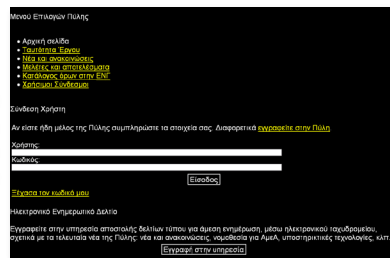 Μενού Επιλογών Πύλης
Αρχική σελίδα
Ταυτότητα Έργου
Νέα και ανακοινώσεις
Μελέτες και αποτελέσματα
Κατάλογος όρων στην ΕΝΓ
Χρήσιμοι Σύνδεσμοι
Σύνδεση Χρήστη
Αν είστε ήδη μέλος της Πύλης συμπληρώστε τα στοιχεία σας. Διαφορετικά εγγραφείτε στην Πύλη
Χρήστης:
Κωδικός:
Είσοδος
Ξέχασα τον κωδικό μου
Ηλεκτρονικό Ενημερωτικό Δελτίο
Εγγραφείτε στην υπηρεσία αποστολής δελτίων τύπου για άμεση ενημέρωση, μέσω ηλεκτρονικού ταχυδρομείου,
σχετικά με τα τελευταία νέα της Πύλης: νέα και ανακοινώσεις, νομοθεσία για ΑμεΑ, υποστηρικτικές τεχνολογίες, κλπ.
Εγγραφή στην υπηρεσία